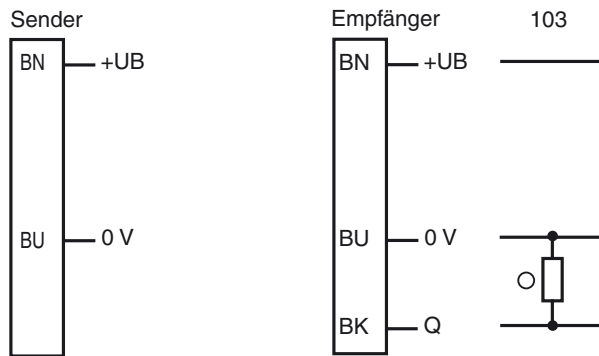 Sender
BN +UB
BU 0 V
Empfänger 103
BN +UB
BU 0 V
BK Q